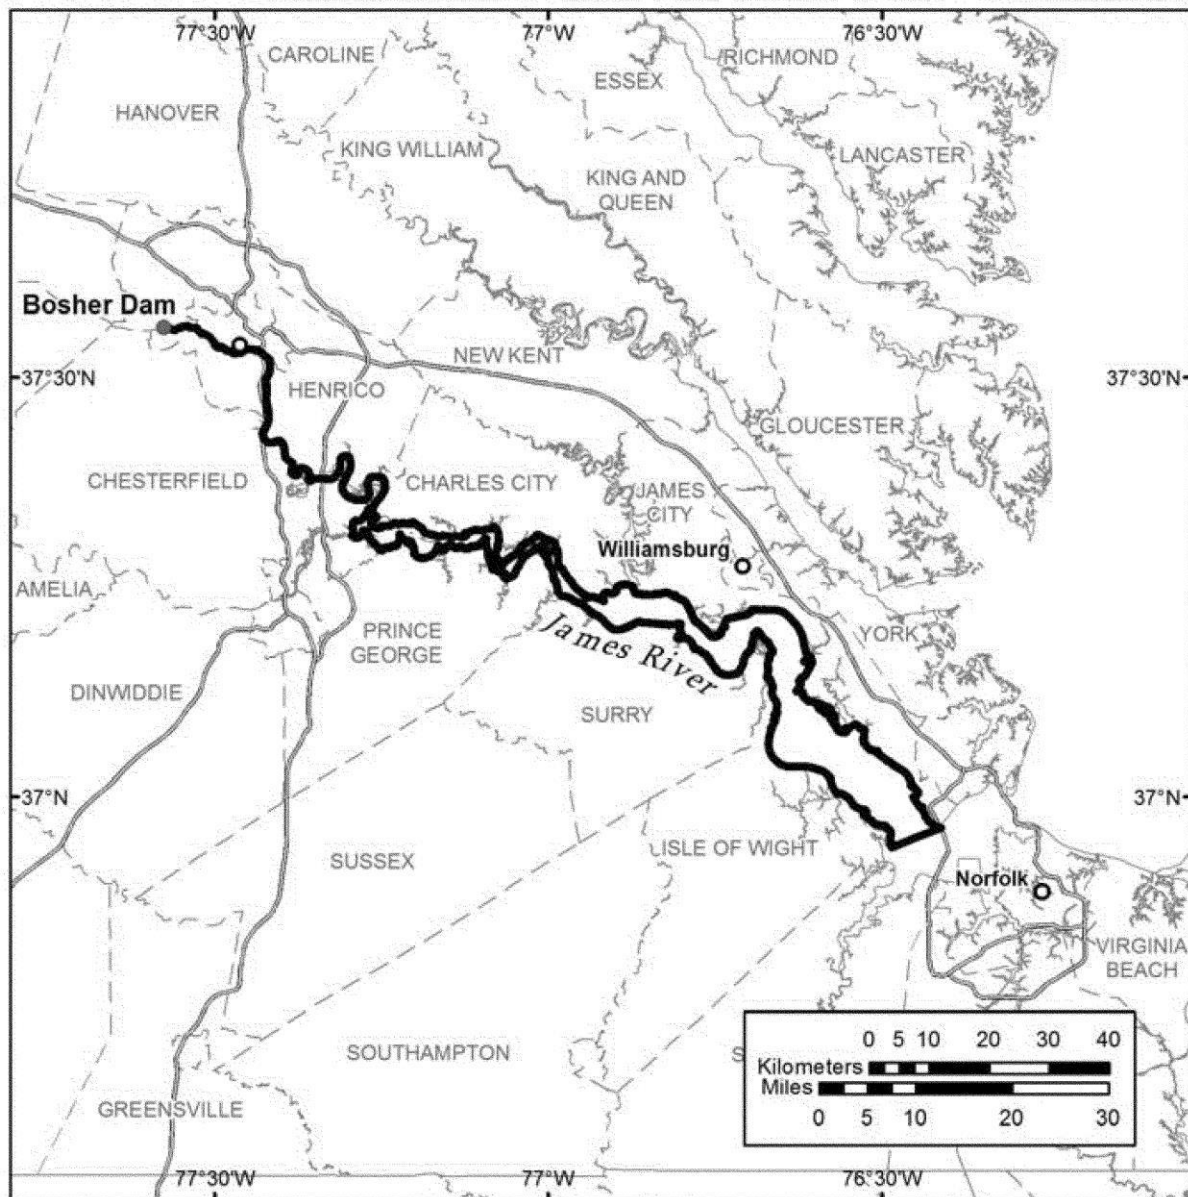 77°30'W
77°W
76°30'W
CAROLINE
RICHMOND
ESSEX
HANOVER
KING WILLIAM
LANCASTER
KING AND
QUEEN
Bosher Dam
NEW KENT
37°30'N
37°30'N
HENRICO
GLOUCESTER
CHESTERFIELD
CHARLES CITY
JAMES
CITY
Williamsburg
AMELIA
PRINCE
GEORGE
James River
YORK
DINWIDDIE
SURRY
37°N
37°N
SUSSEX
ISLE OF WIGHT
Norfolk
VIRGINIA
BEACH
SOUTHAMPTON
S
GREENSVILLE
0 5 10 20 30 40
Kilometers
Miles
0 5 10 20 30
77°30'W
77°W
76°30'W